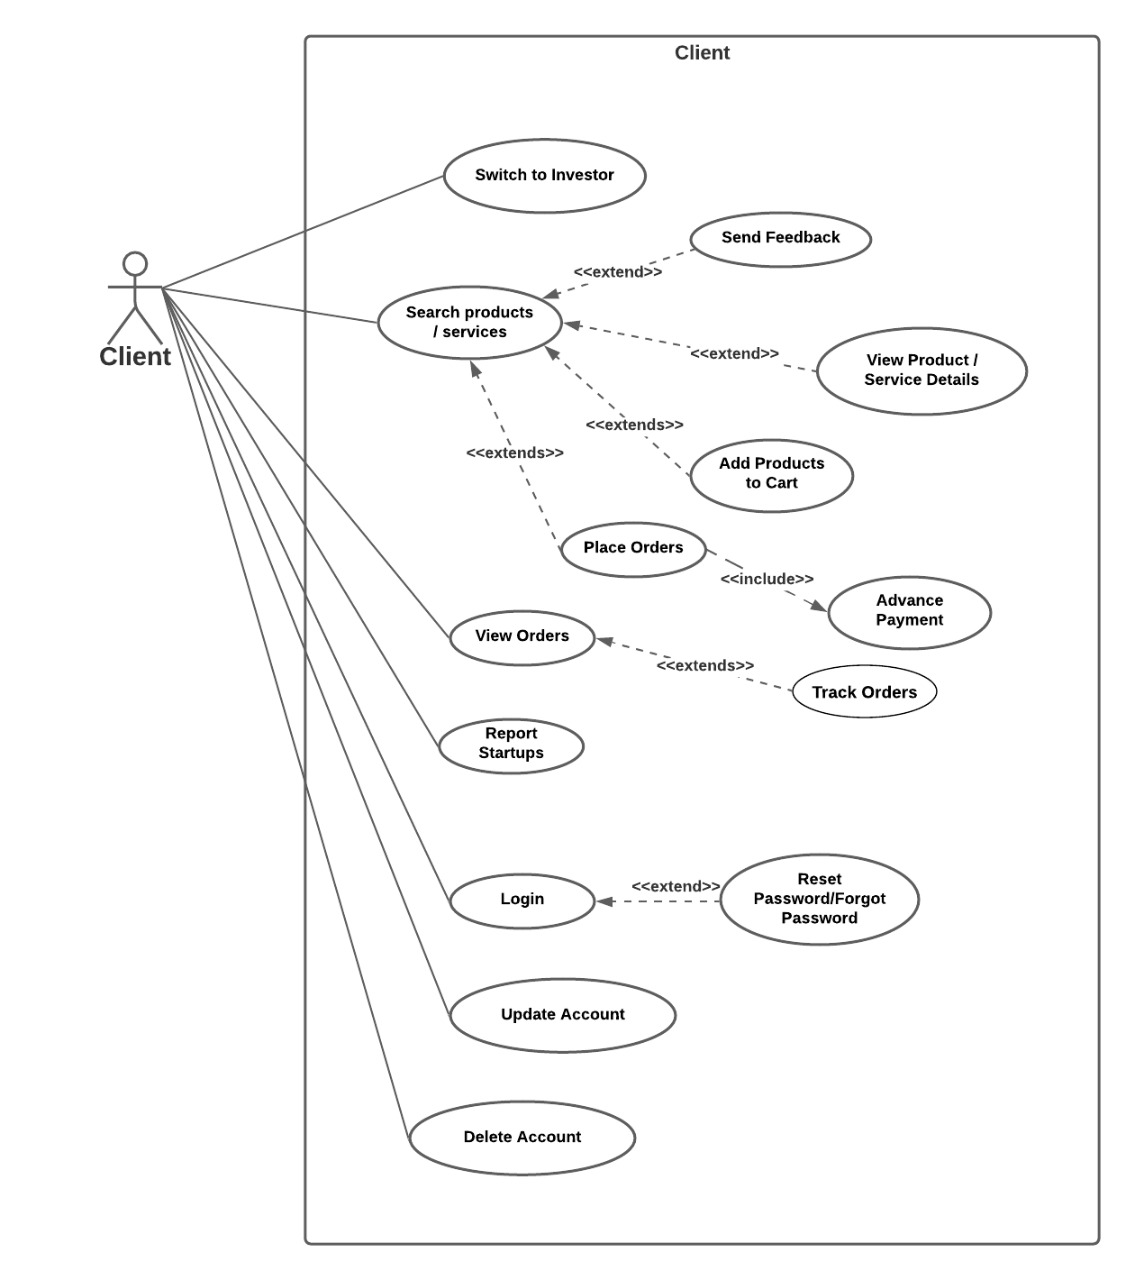 Client
Switch to Investor
Send Feedback
<<extend>>
Search products
/ services
Client
<<extend>>
View Product /
Service Details
<<extends>>
<<extends>>
Add Products
to Cart
Place Orders
<<include>>
Advance
Payment
View Orders
<<extends>>
Track Orders
Report
Startups
Login
<<extend>>
Reset
Password/Forgot
Password
Update Account
Delete Account